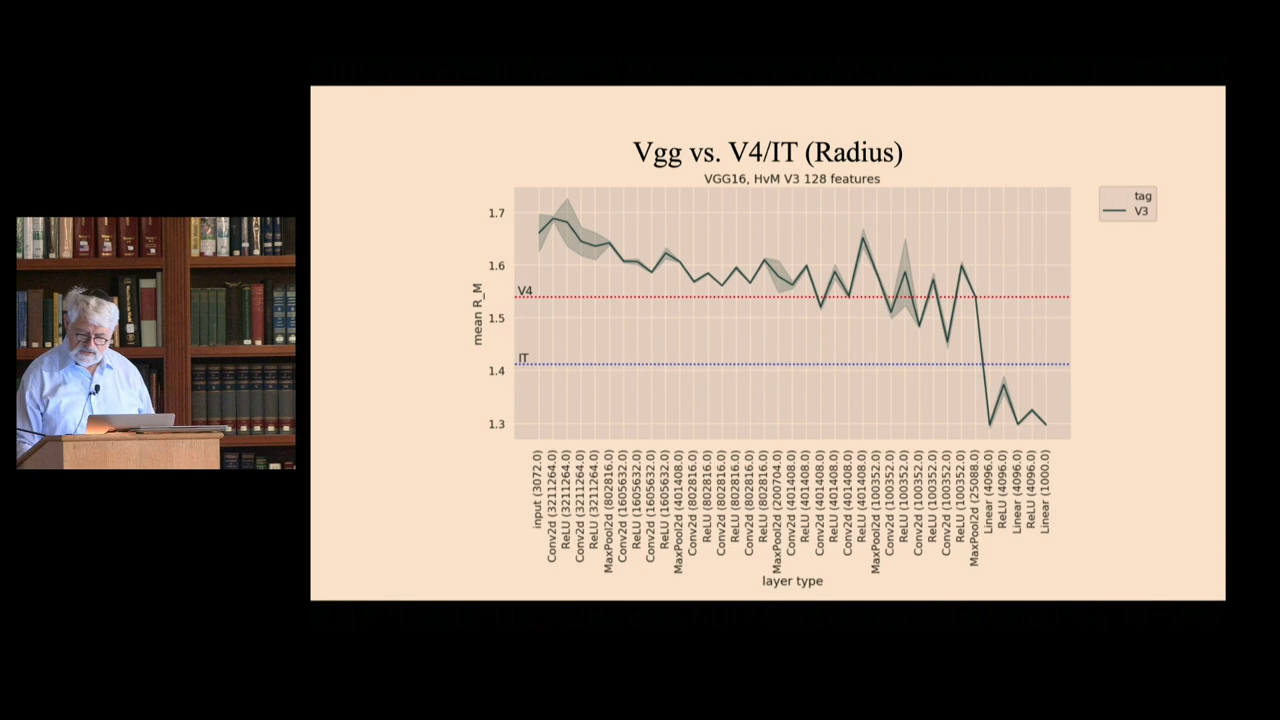 Vgg vs. V4/IT (Radius)
VGG16, HvM V3 128 features
tag
V3
1.7
1.6
1.5
1.4
1.3
mean R_M
V4
IT
input (3072.0)
Conv2d (3211264.0)
ReLU (3211264.0)
Conv2d (3211264.0)
ReLU (3211264.0)
MaxPool2d (802816.0)
Conv2d (1605632.0)
ReLU (1605632.0)
Conv2d (1605632.0)
ReLU (1605632.0)
MaxPool2d (401408.0)
Conv2d (802816.0)
ReLU (802816.0)
Conv2d (802816.0)
ReLU (802816.0)
Conv2d (802816.0)
ReLU (802816.0)
MaxPool2d (200704.0)
Conv2d (401408.0)
ReLU (401408.0)
Conv2d (401408.0)
ReLU (401408.0)
Conv2d (401408.0)
ReLU (401408.0)
MaxPool2d (100352.0)
Conv2d (100352.0)
ReLU (100352.0)
Conv2d (100352.0)
ReLU (100352.0)
Conv2d (100352.0)
ReLU (100352.0)
MaxPool2d (25088.0)
Linear (4096.0)
ReLU (4096.0)
Linear (4096.0)
ReLU (4096.0)
Linear (1000.0)
layer type